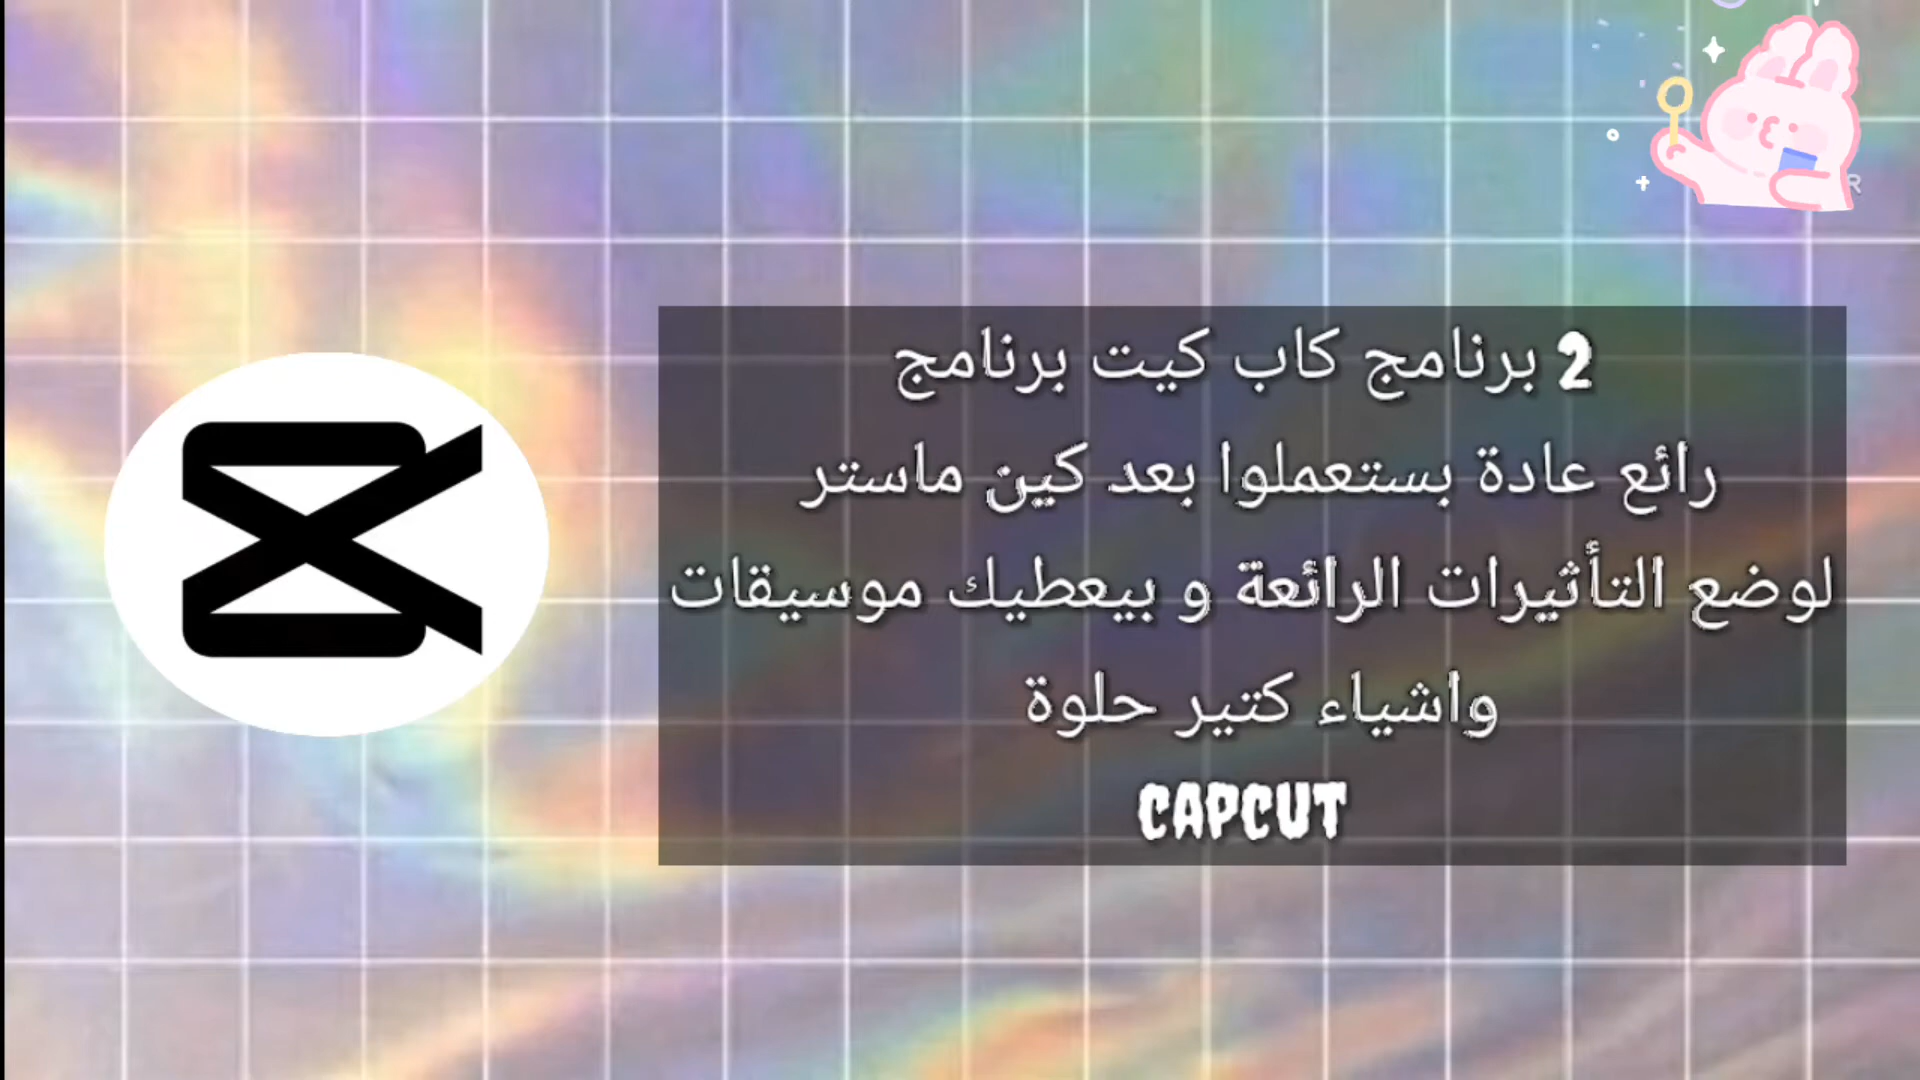 2 برنامج كاب كيت برنامج
رائع عادة بستعملوا بعد كين ماستر
لوضع التأثيرات الرائعة و بيعطيك موسيقات
واشياء كتير حلوة
CAPCUT